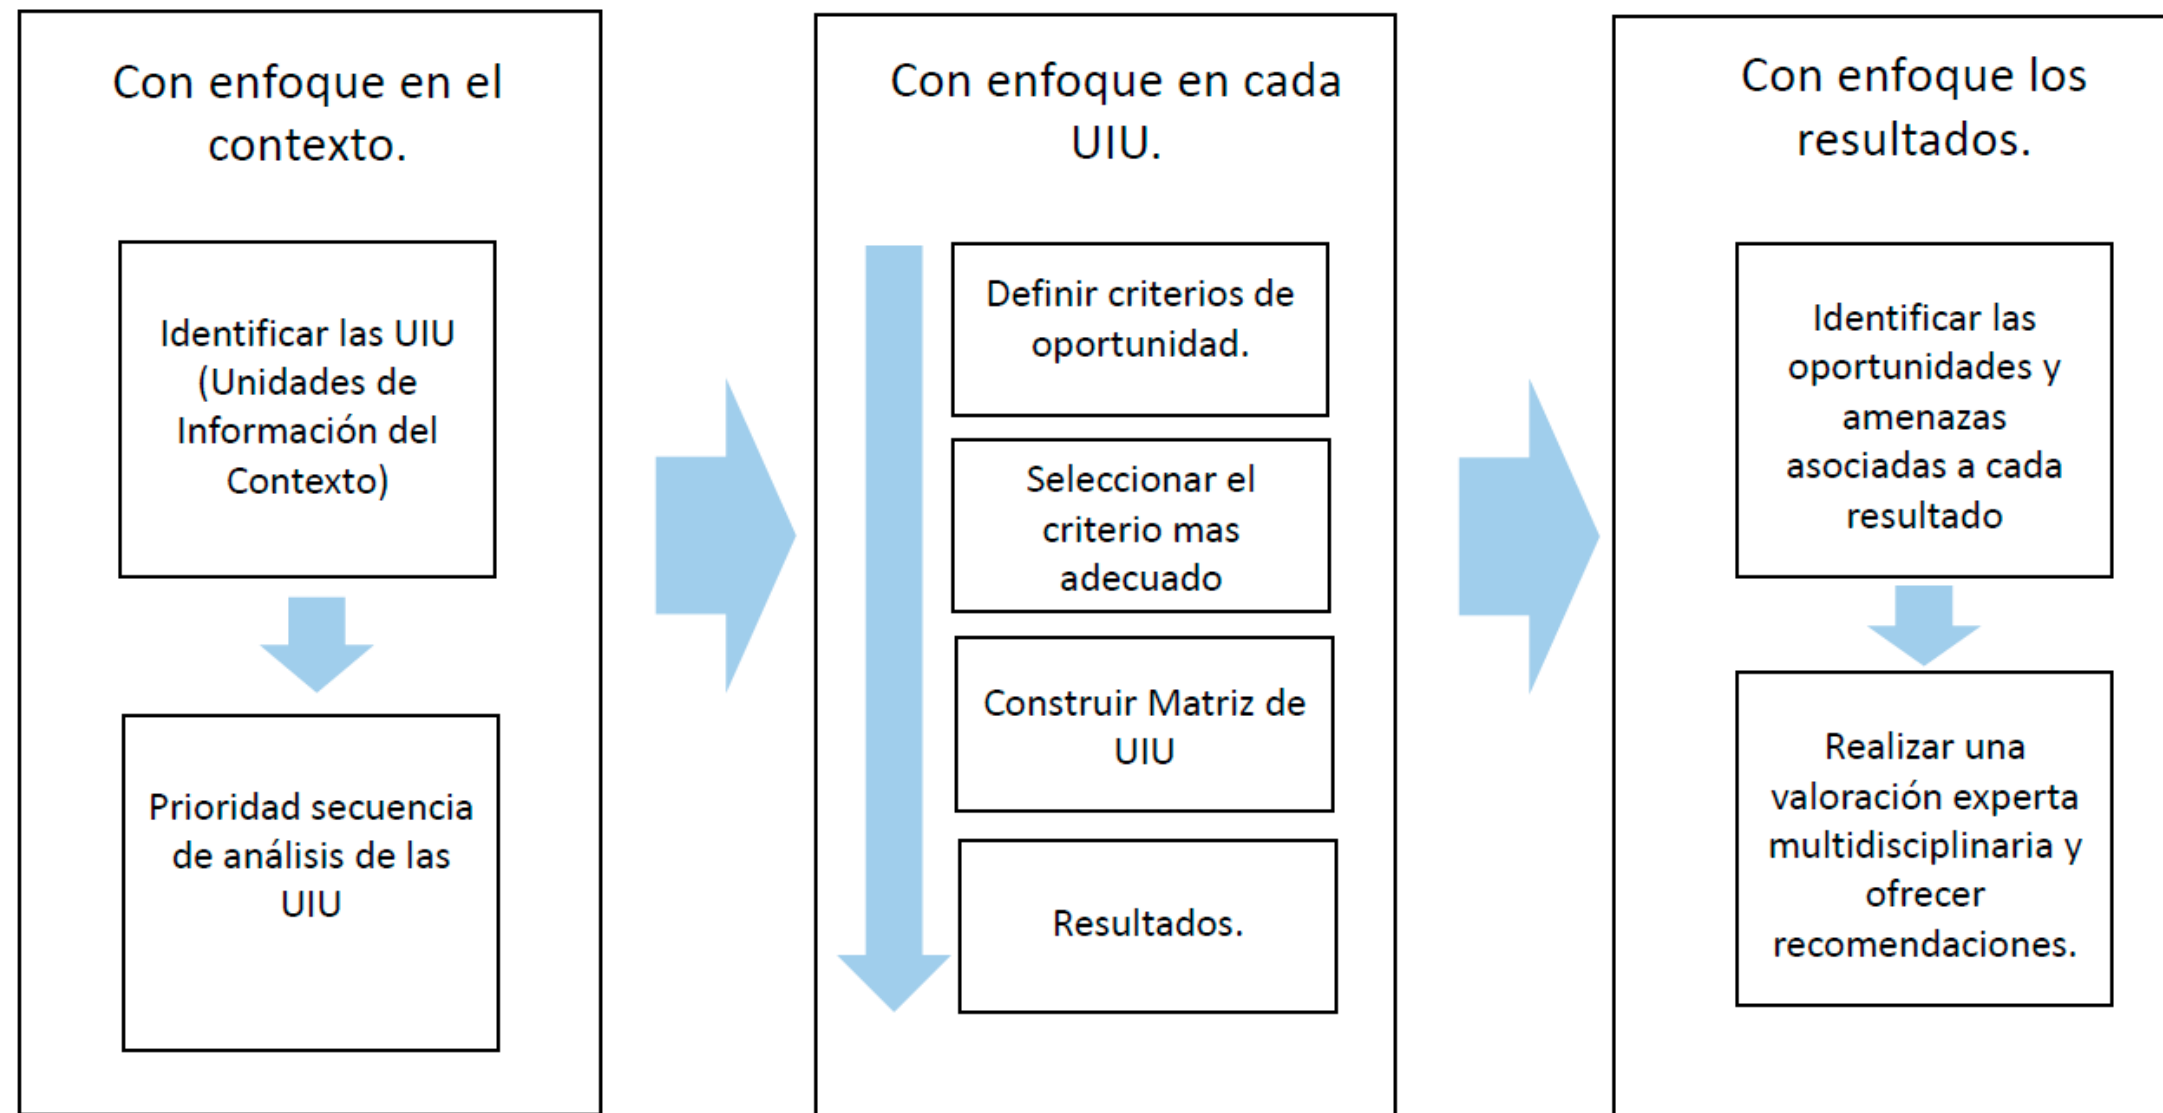 Con enfoque en el
contexto.
Identificar las UIU
(Unidades de
Información del
Contexto)
Prioridad secuencia
de análisis de las
UIU
Con enfoque en cada
UIU.
Definir criterios de
oportunidad.
Seleccionar el
criterio mas
adecuado
Construir Matriz de
UIU
Resultados.
Con enfoque los
resultados.
Identificar las
oportunidades y
amenazas
asociadas a cada
resultado
Realizar una
valoración experta
multidisciplinaria y
ofrecer
recomendaciones.